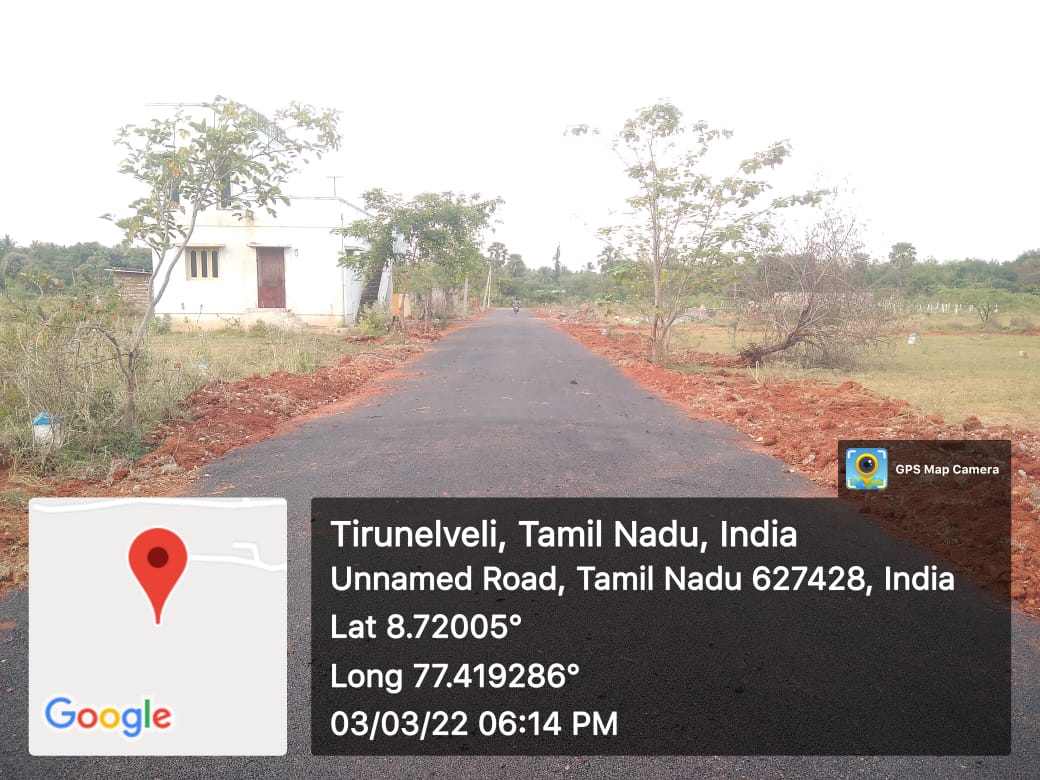 GPS Map Camera
Tirunelveli, Tamil Nadu, India
Unnamed Road, Tamil Nadu 627428, India
Lat 8.72005°
Long 77.419286°
03/03/22 06:14 PM
Google